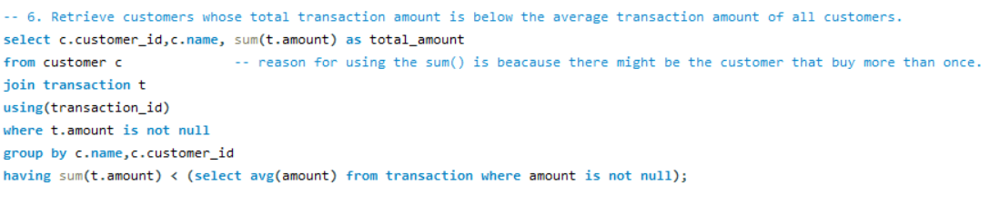 -- 6. Retrieve customers whose total transaction amount is below the average transaction amount of all customers.
select c.customer_id,c.name, sum(t.amount) as total_amount
from customer c -- reason for using the sum() is beacause there might be the customer that buy more than once.
join transaction t
using(transaction_id)
where t.amount is not null
group by c.name,c.customer_id
having sum(t.amount) < (select avg(amount) from transaction where amount is not null);